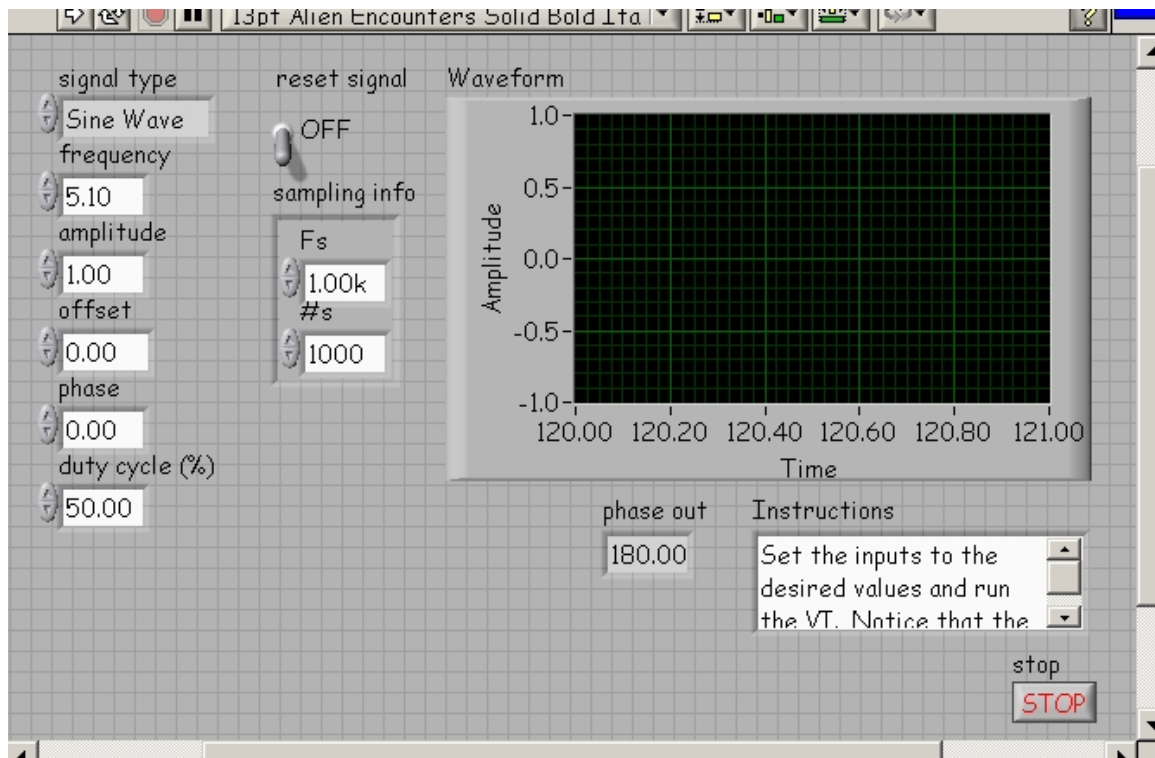 13pt Alien Encounters Solid Bold Ita
signal type
Sine Wave
frequency
5.10
amplitude
1.00
offset
0.00
phase
0.00
duty cycle (%)
50.00
reset signal
OFF
sampling info
Fs
1.00k
#s
1000
Waveform
1.0
0.5
0.0
-0.5
-1.0
Amplitude
120.00 120.20 120.40 120.60 120.80 121.00
Time
phase out
180.00
Instructions
Set the inputs to the
desired values and run
the VI. Notice that the
stop
STOP
?